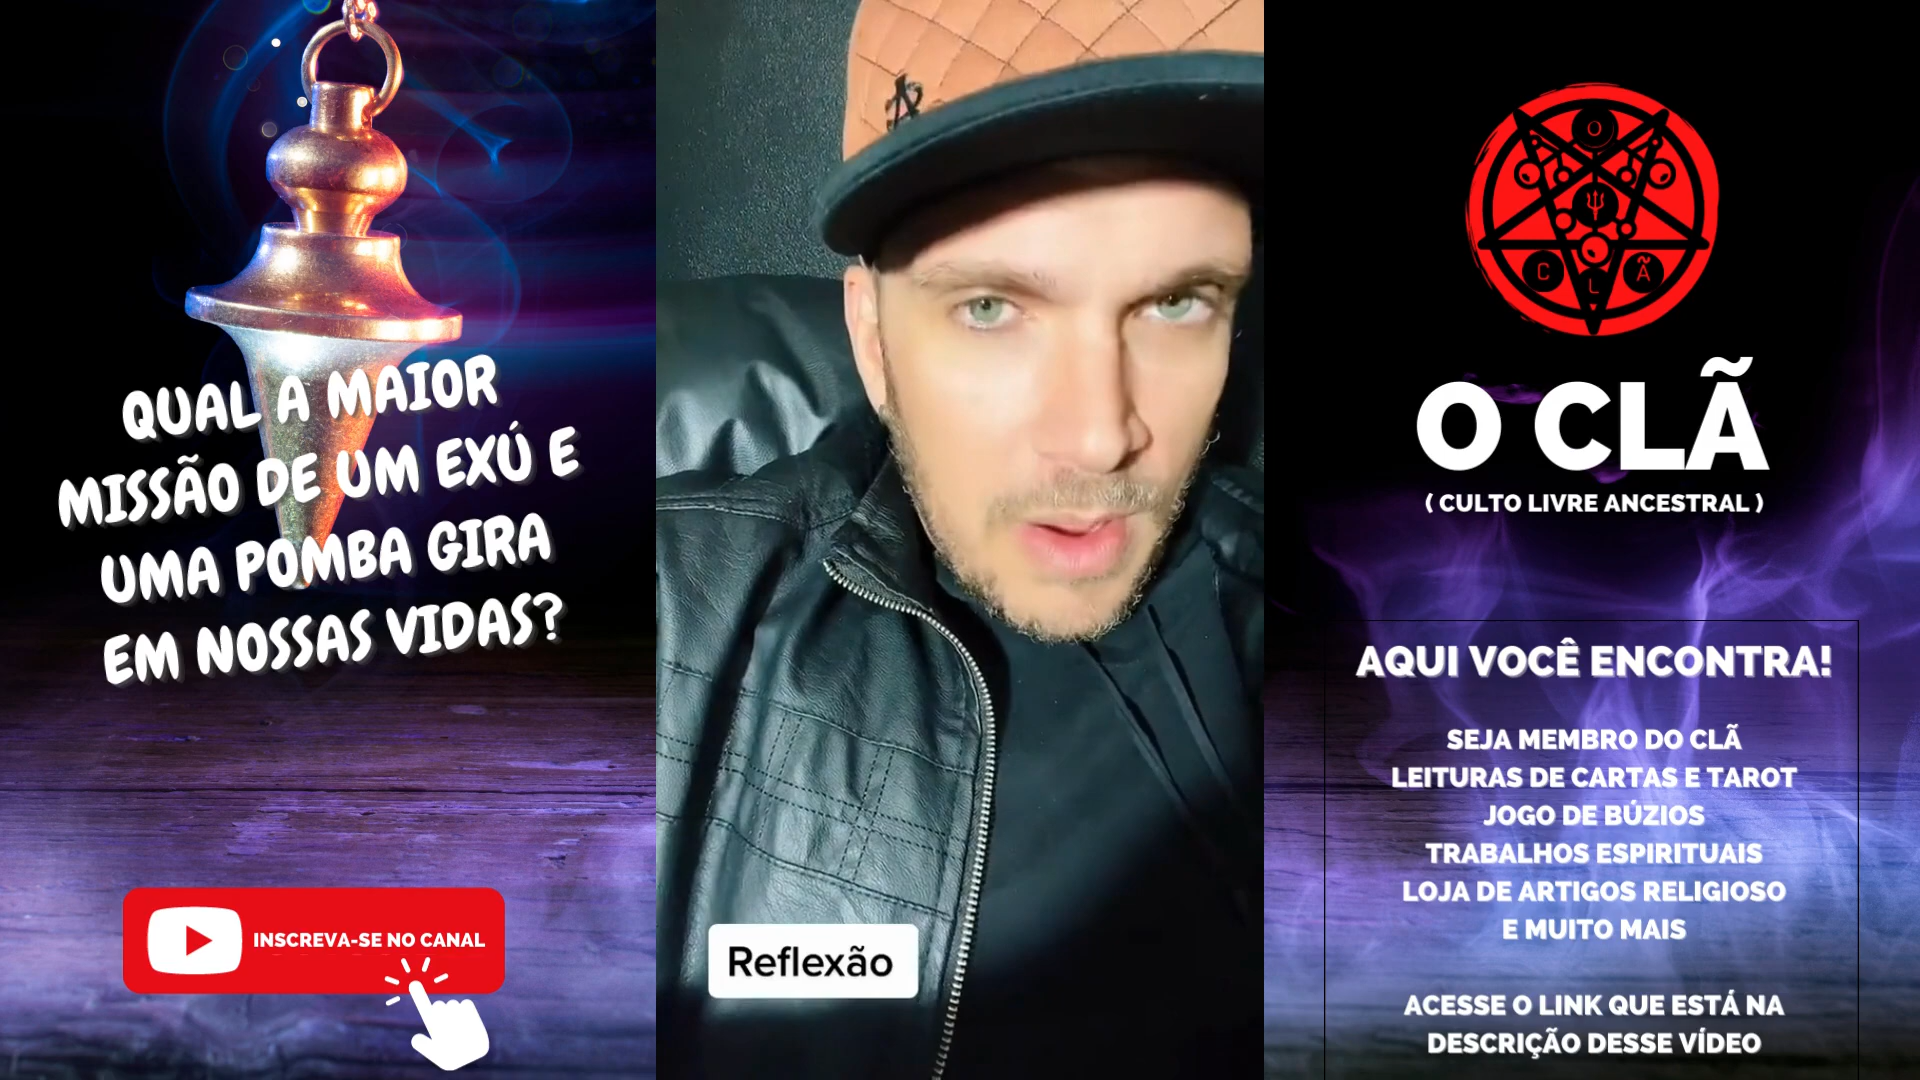 QUAL A MAIOR
MISSÃO DE UM EXÚ E
UMA POMBA GIRA
EM NOSSAS VIDAS?
INSCREVA-SE NO CANAL
Reflexão
O
C
L
Ã
O CLÃ
( CULTO LIVRE ANCESTRAL )
AQUI VOCÊ ENCONTRA!
SEJA MEMBRO DO CLÃ
LEITURAS DE CARTAS E TAROT
JOGO DE BÚZIOS
TRABALHOS ESPIRITUAIS
LOJA DE ARTIGOS RELIGIOSO
E MUITO MAIS
ACESSE O LINK QUE ESTÁ NA
DESCRIÇÃO DESSE VÍDEO